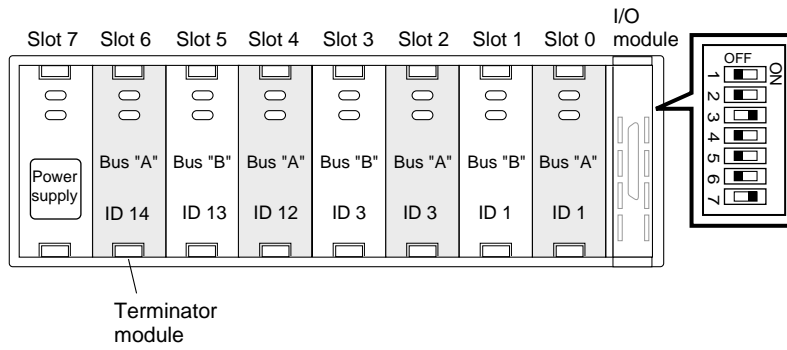 I/O
module
Slot 7 Slot 6 Slot 5 Slot 4 Slot 3 Slot 2 Slot 1 Slot 0
OFF
ON
1
2
3
4
5
6
7
Power
supply
Bus "A" Bus "B" Bus "A" Bus "B" Bus "A" Bus "B" Bus "A"
ID 14 ID 13 ID 12 ID 3 ID 3 ID 1 ID 1
Terminator
module